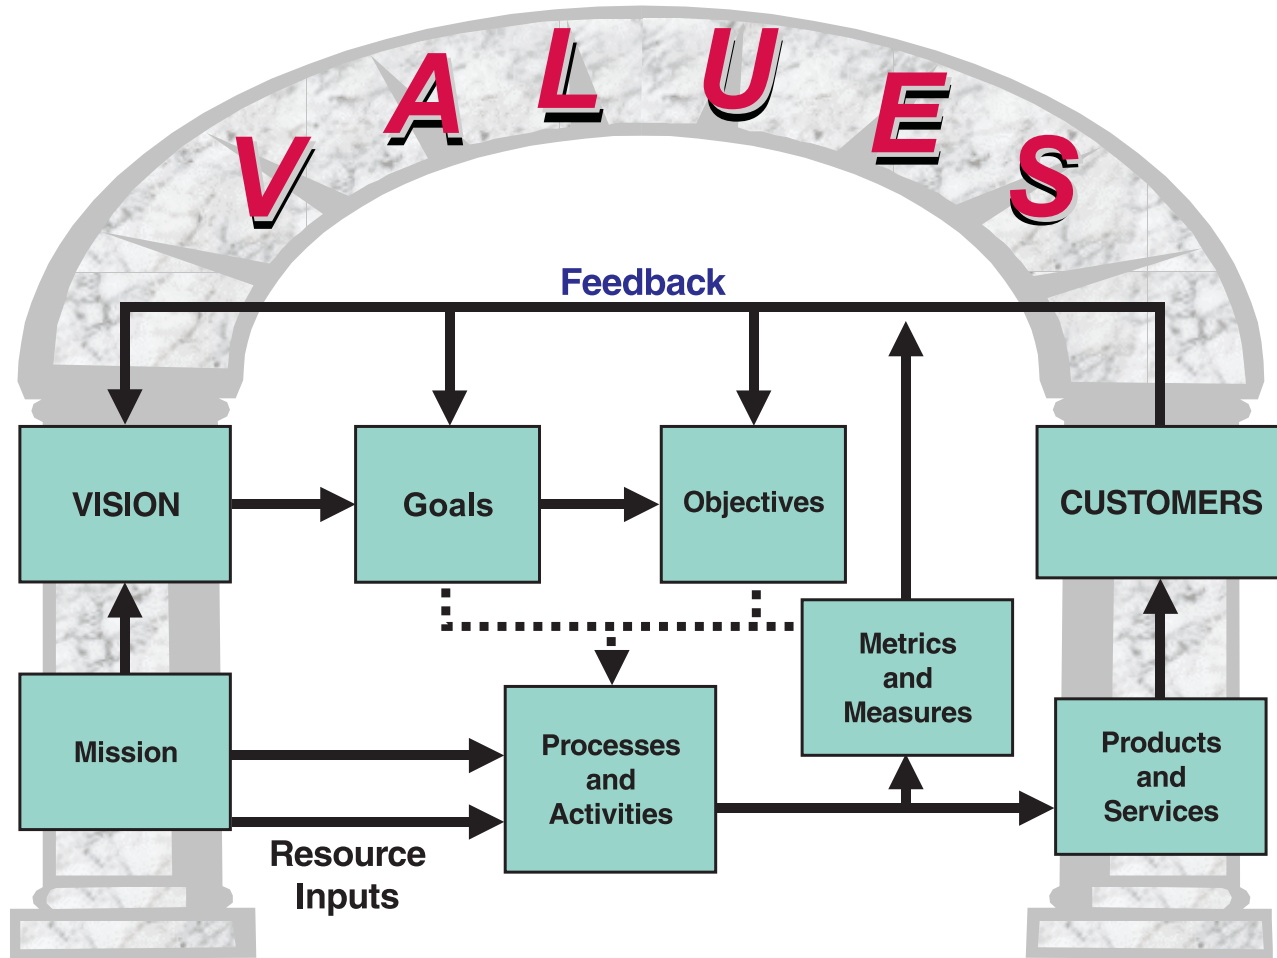 VALUES
Feedback
VISION
Goals
Objectives
CUSTOMERS
Metrics
and
Measures
Mission
Processes
and
Activities
Products
and
Services
Resource
Inputs